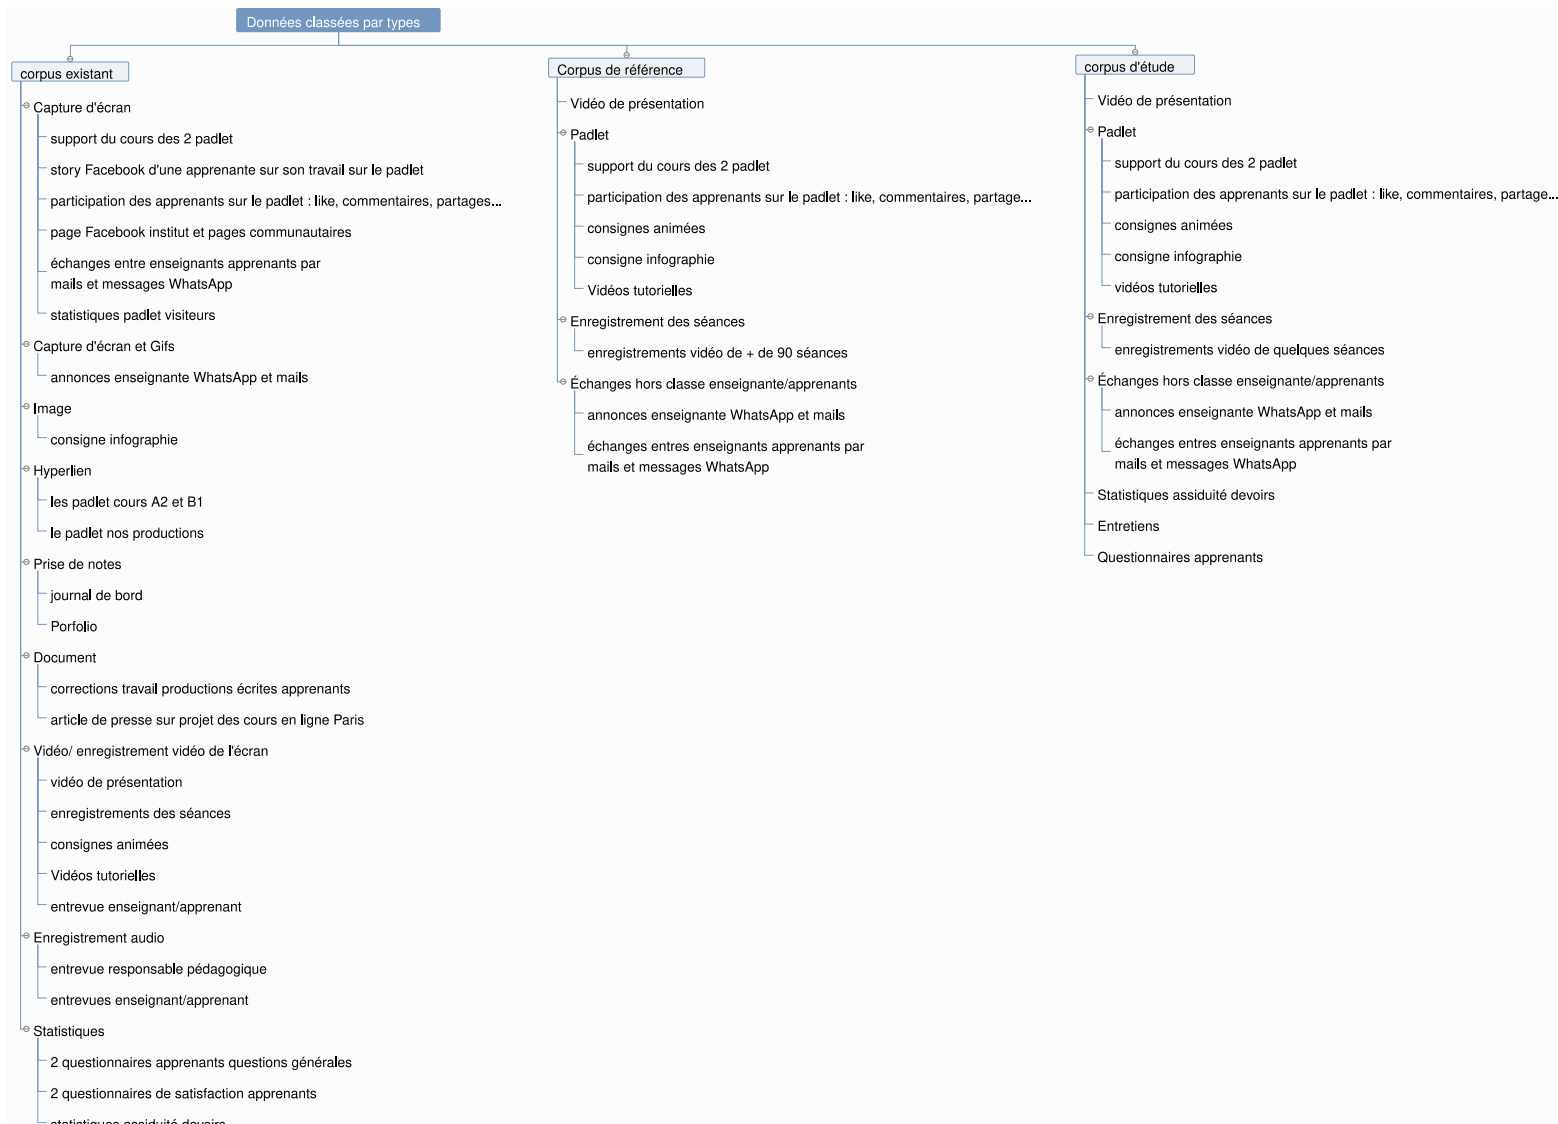 Données classées par types
corpus existant
Capture d'écran
support du cours des 2 padlet
story Facebook d'une apprenante sur son travail sur le padlet
participation des apprenants sur le padlet : like, commentaires, partages...
page Facebook institut et pages communautaires
échanges entre enseignants apprenants par
mails et messages WhatsApp
statistiques padlet visiteurs
Capture d'écran et Gifs
annonces enseignante WhatsApp et mails
Image
consigne infographie
Hyperlien
les padlet cours A2 et B1
le padlet nos productions
Prise de notes
journal de bord
Porfolio
Document
corrections travail productions écrites apprenants
article de presse sur projet des cours en ligne Paris
Vidéo/ enregistrement vidéo de l'écran
vidéo de présentation
enregistrements des séances
consignes animées
Vidéos tutorielles
entrevue enseignant/apprenant
Enregistrement audio
entrevue responsable pédagogique
entrevues enseignant/apprenant
Statistiques
2 questionnaires apprenants questions générales
2 questionnaires de satisfaction apprenants
statistiques assiduité devoirs
Corpus de référence
Vidéo de présentation
Padlet
support du cours des 2 padlet
participation des apprenants sur le padlet : like, commentaires, partage...
consignes animées
consigne infographie
Vidéos tutorielles
Enregistrement des séances
enregistrements vidéo de + de 90 séances
Échanges hors classe enseignante/apprenants
annonces enseignante WhatsApp et mails
échanges entres enseignants apprenants par
mails et messages WhatsApp
corpus d'étude
Vidéo de présentation
Padlet
support du cours des 2 padlet
participation des apprenants sur le padlet : like, commentaires, partage...
consignes animées
consigne infographie
vidéos tutorielles
Enregistrement des séances
enregistrements vidéo de quelques séances
Échanges hors classe enseignante/apprenants
annonces enseignante WhatsApp et mails
échanges entres enseignants apprenants par
mails et messages WhatsApp
Statistiques assiduité devoirs
Entretiens
Questionnaires apprenants